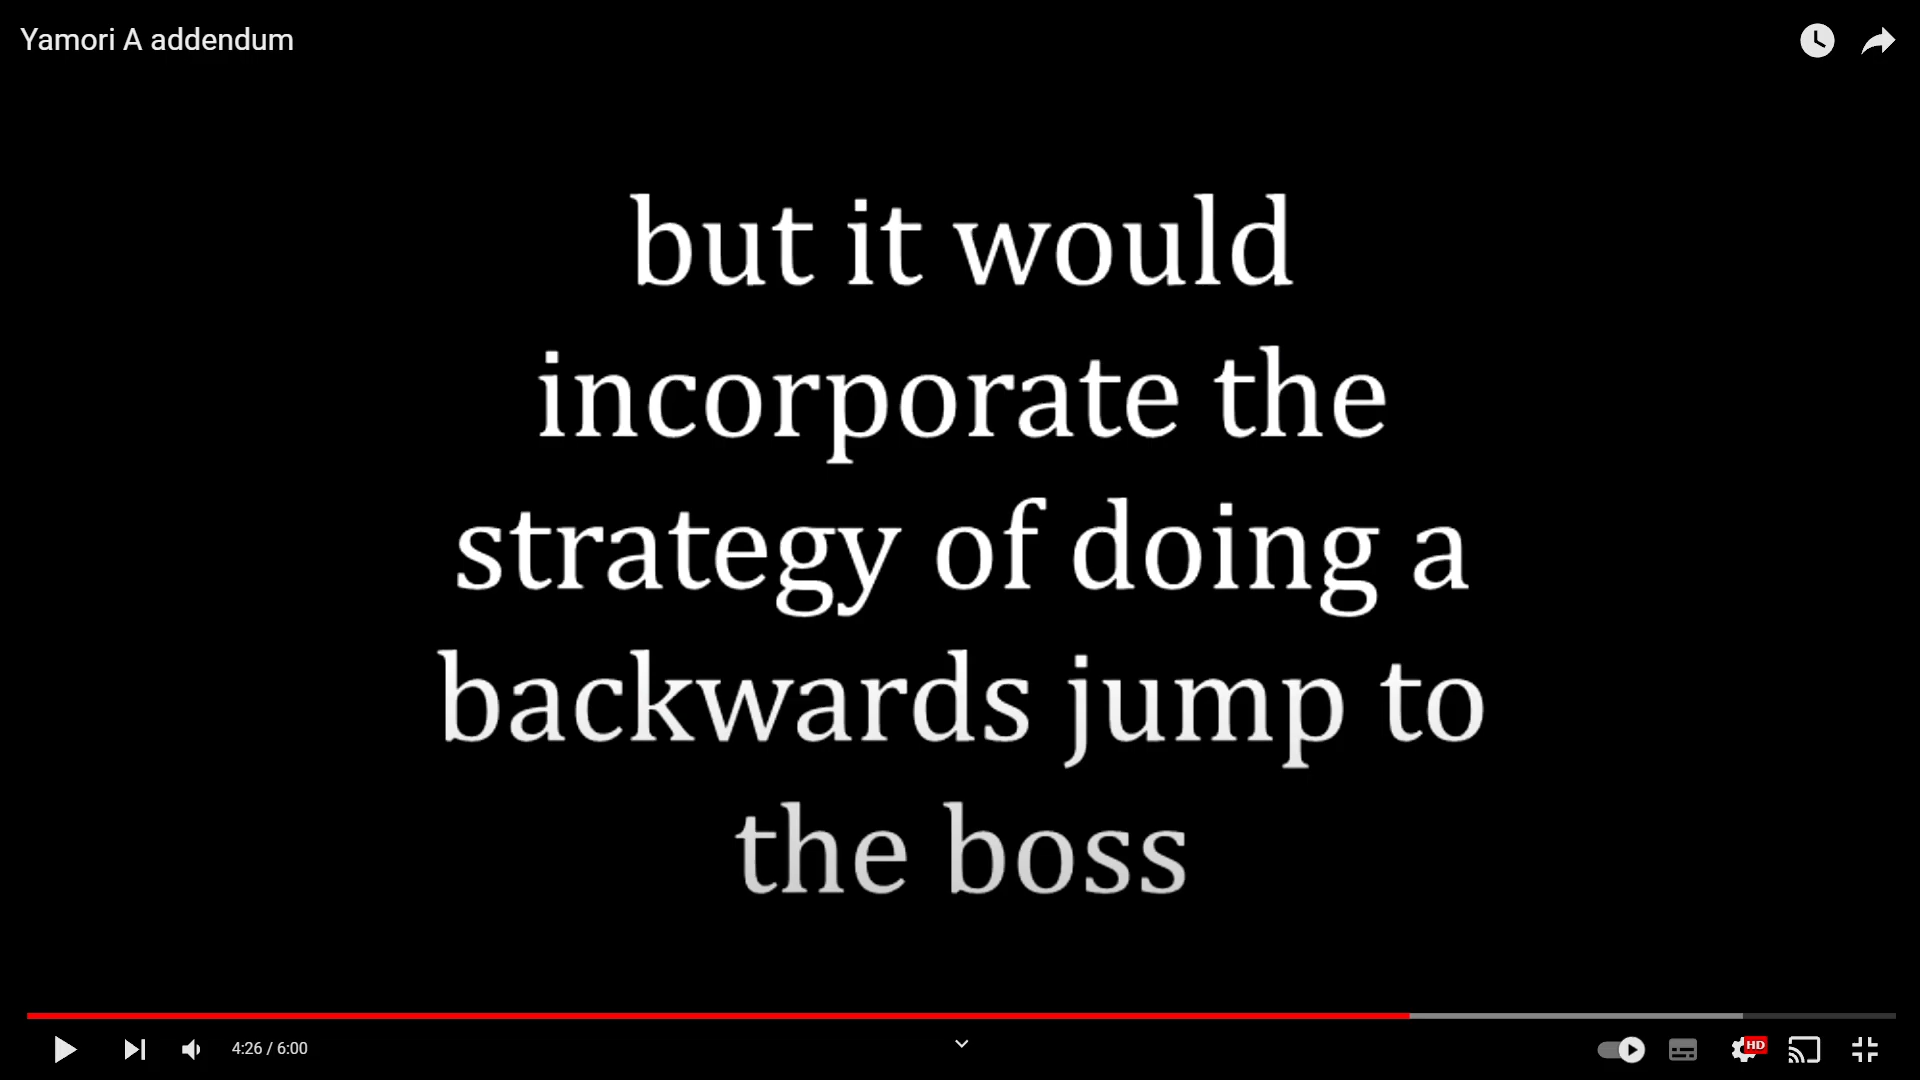 Yamori A addendum
but it would
incorporate the
strategy of doing a
backwards jump to
the boss
4:26 / 6:00
HD